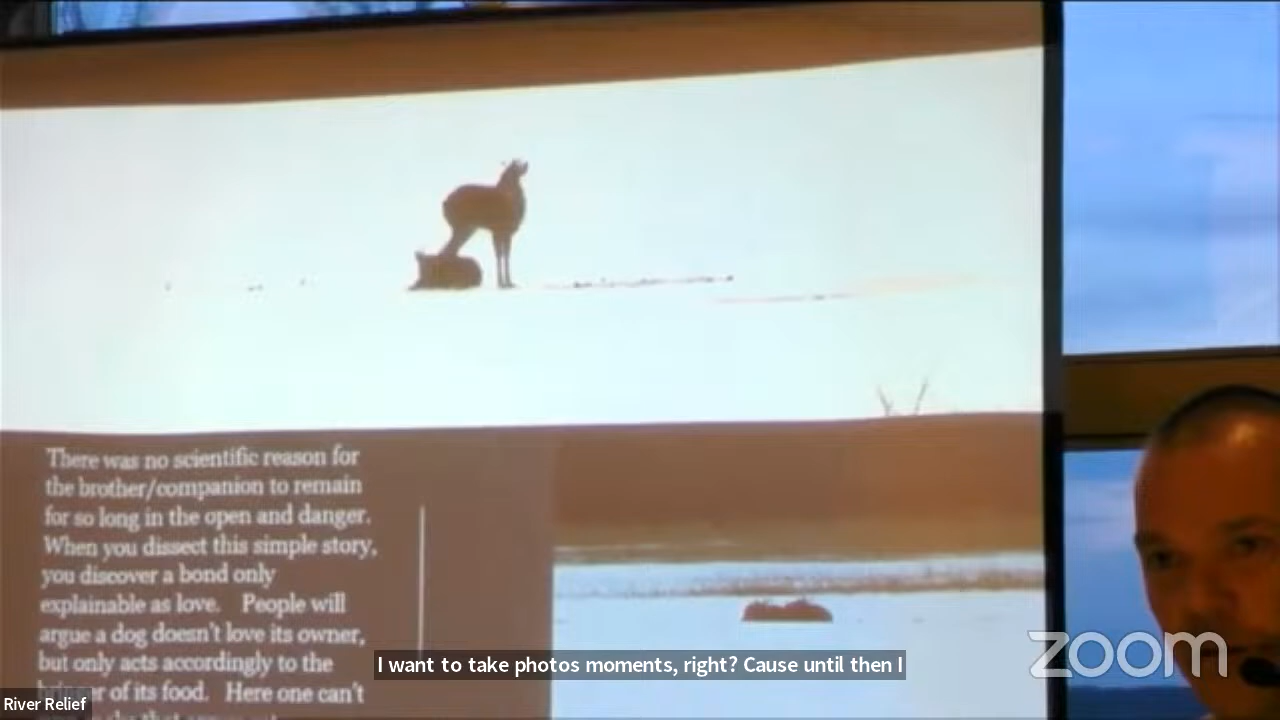 There was no scientific reason for
the brother/companion to remain
for so long in the open and danger.
When you dissect this simple story,
you discover a bond only
explainable as love. People will
argue a dog doesn't love its owner,
but only acts accordingly to the
of its food. Here one can't
I want to take photos moments, right? Cause until then I
zoom
River Relief